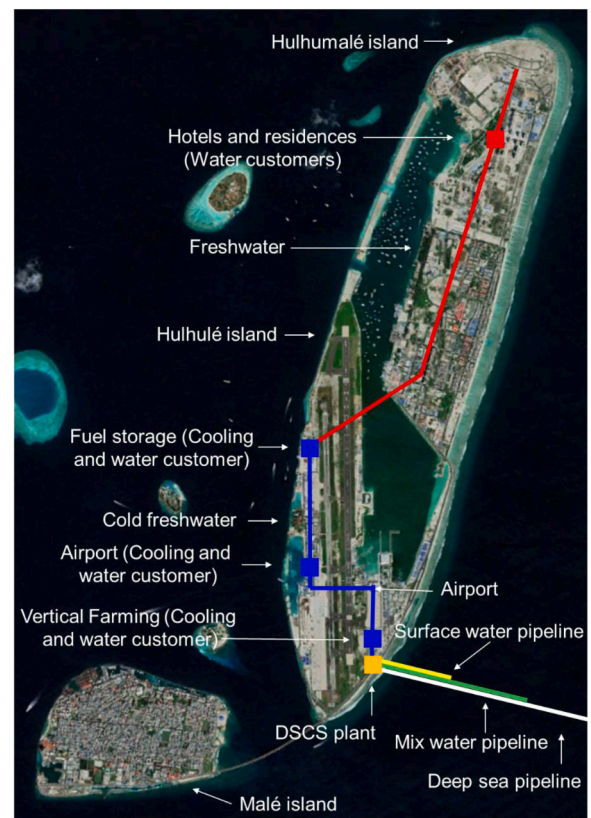 Hulhumalé island
Hotels and residences
(Water customers)
Freshwater
Hulhulé island
Fuel storage (Cooling
and water customer)
Cold freshwater
Airport (Cooling and
water customer)
Airport
Vertical Farming (Cooling
and water customer)
Surface water pipeline
DSCS plant
Mix water pipeline
Deep sea pipeline
Malé island